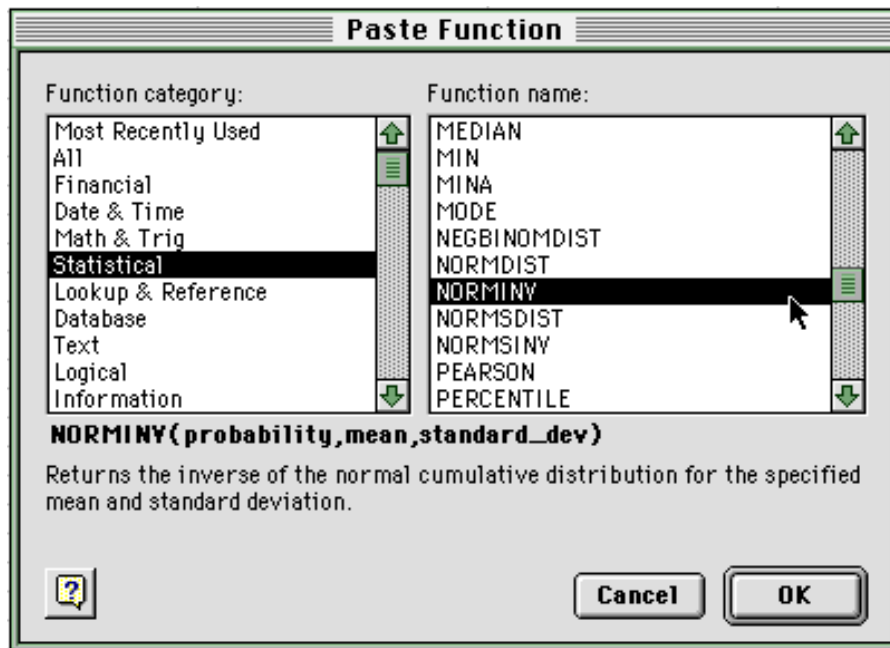 Paste Function
Function category:
Most Recently Used
All
Financial
Date & Time
Math & Trig
Statistical
Lookup & Reference
Database
Text
Logical
Information
Function name:
MEDIAN
MIN
MINA
MODE
NEGBINOMDIST
NORMDIST
NORMINV
NORMSDIST
NORMSINV
PEARSON
PERCENTILE
NORMINV(probability,mean,standard_dev)
Returns the inverse of the normal cumulative distribution for the specified
mean and standard deviation.
?
Cancel
OK